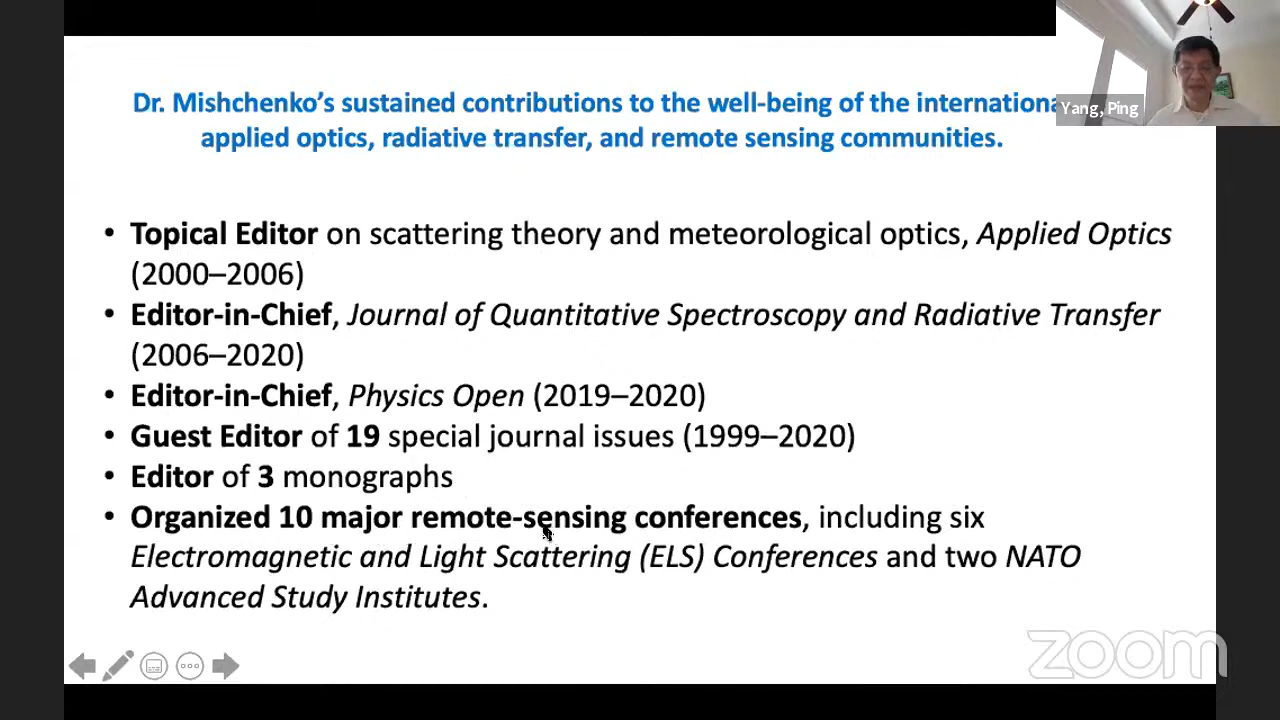 Dr. Mishchenko’s sustained contributions to the well-being of the internationa
Yang, Ping
applied optics, radiative transfer, and remote sensing communities.
• Topical Editor on scattering theory and meteorological optics, Applied Optics
(2000–2006)
• Editor-in-Chief, Journal of Quantitative Spectroscopy and Radiative Transfer
(2006–2020)
• Editor-in-Chief, Physics Open (2019–2020)
• Guest Editor of 19 special journal issues (1999–2020)
• Editor of 3 monographs
• Organized 10 major remote-sensing conferences, including six
Electromagnetic and Light Scattering (ELS) Conferences and two NATO
Advanced Study Institutes.
zoom